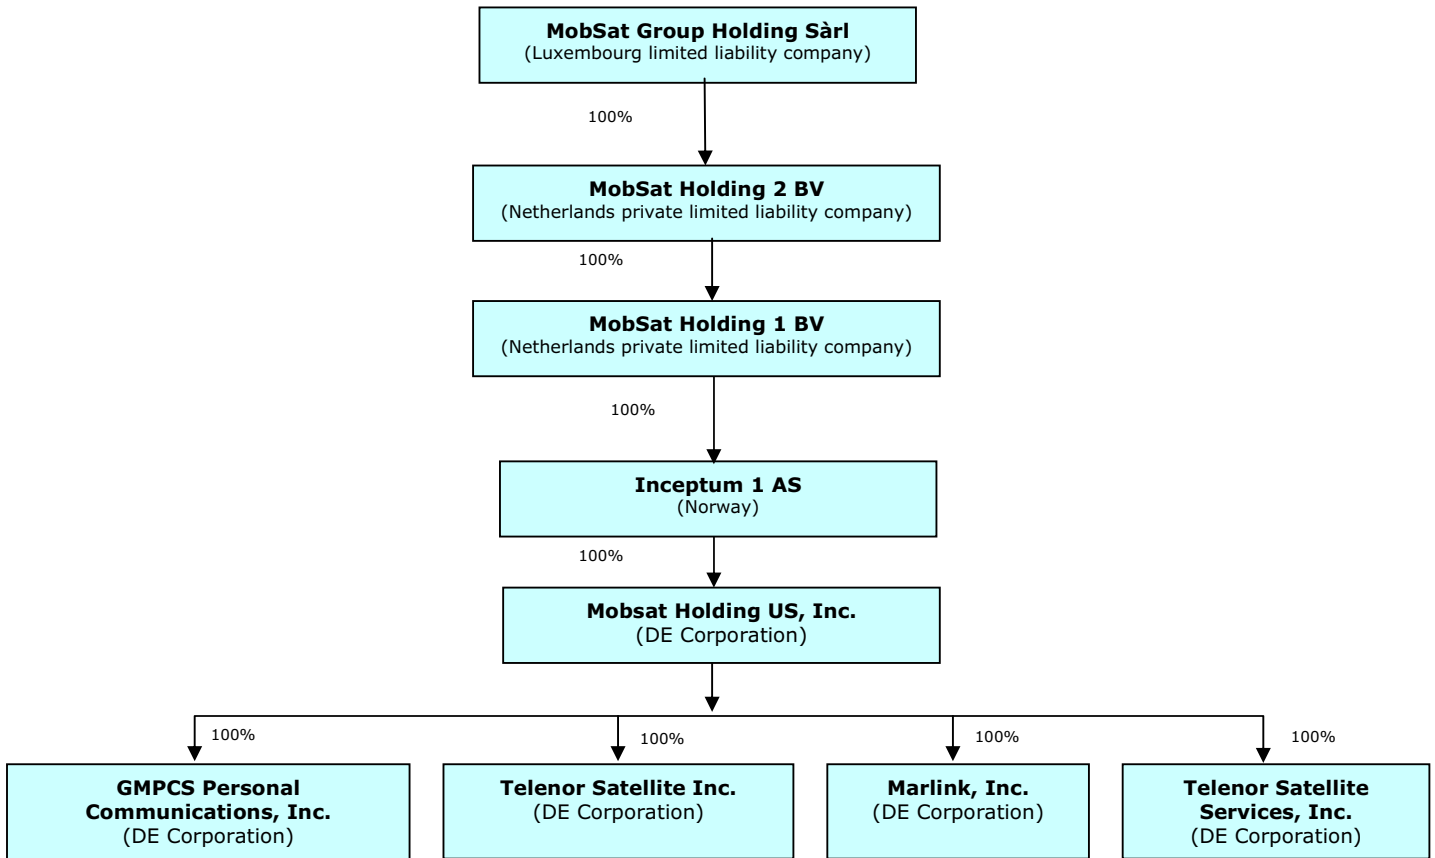 MobSat Group Holding Sàrl
(Luxembourg limited liability company)
100%
MobSat Holding 2 BV
(Netherlands private limited liability company)
100%
MobSat Holding 1 BV
(Netherlands private limited liability company)
100%
Inceptum 1 AS
(Norway)
100%
Mobsat Holding US, Inc.
(DE Corporation)
100%
100%
100%
100%
GMPCS Personal
Communications, Inc.
(DE Corporation)
Telenor Satellite Inc.
(DE Corporation)
Marlink, Inc.
(DE Corporation)
Telenor Satellite
Services, Inc.
(DE Corporation)